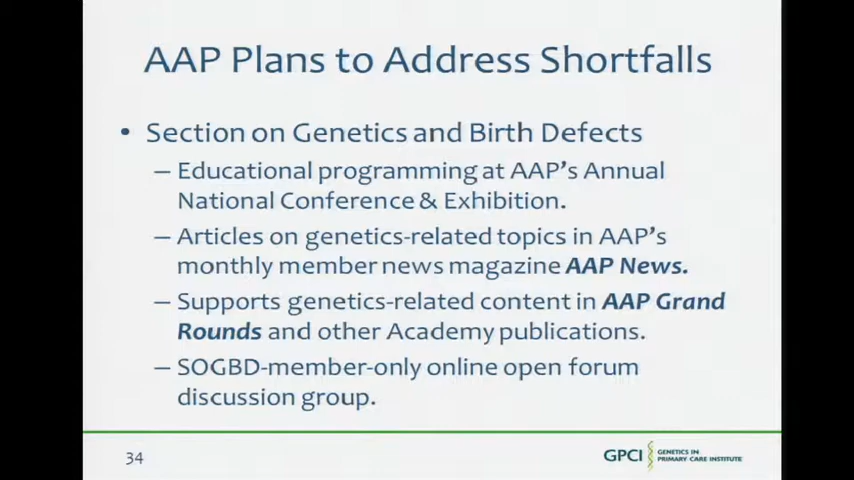 AAP Plans to Address Shortfalls
• Section on Genetics and Birth Defects
– Educational programming at AAP's Annual
National Conference & Exhibition.
– Articles on genetics-related topics in AAP's
monthly member news magazine AAP News.
– Supports genetics-related content in AAP Grand
Rounds and other Academy publications.
– SOGBD-member-only online open forum
discussion group.
34
GPCI GENETICS IN
PRIMARY CARE INSTITUTE